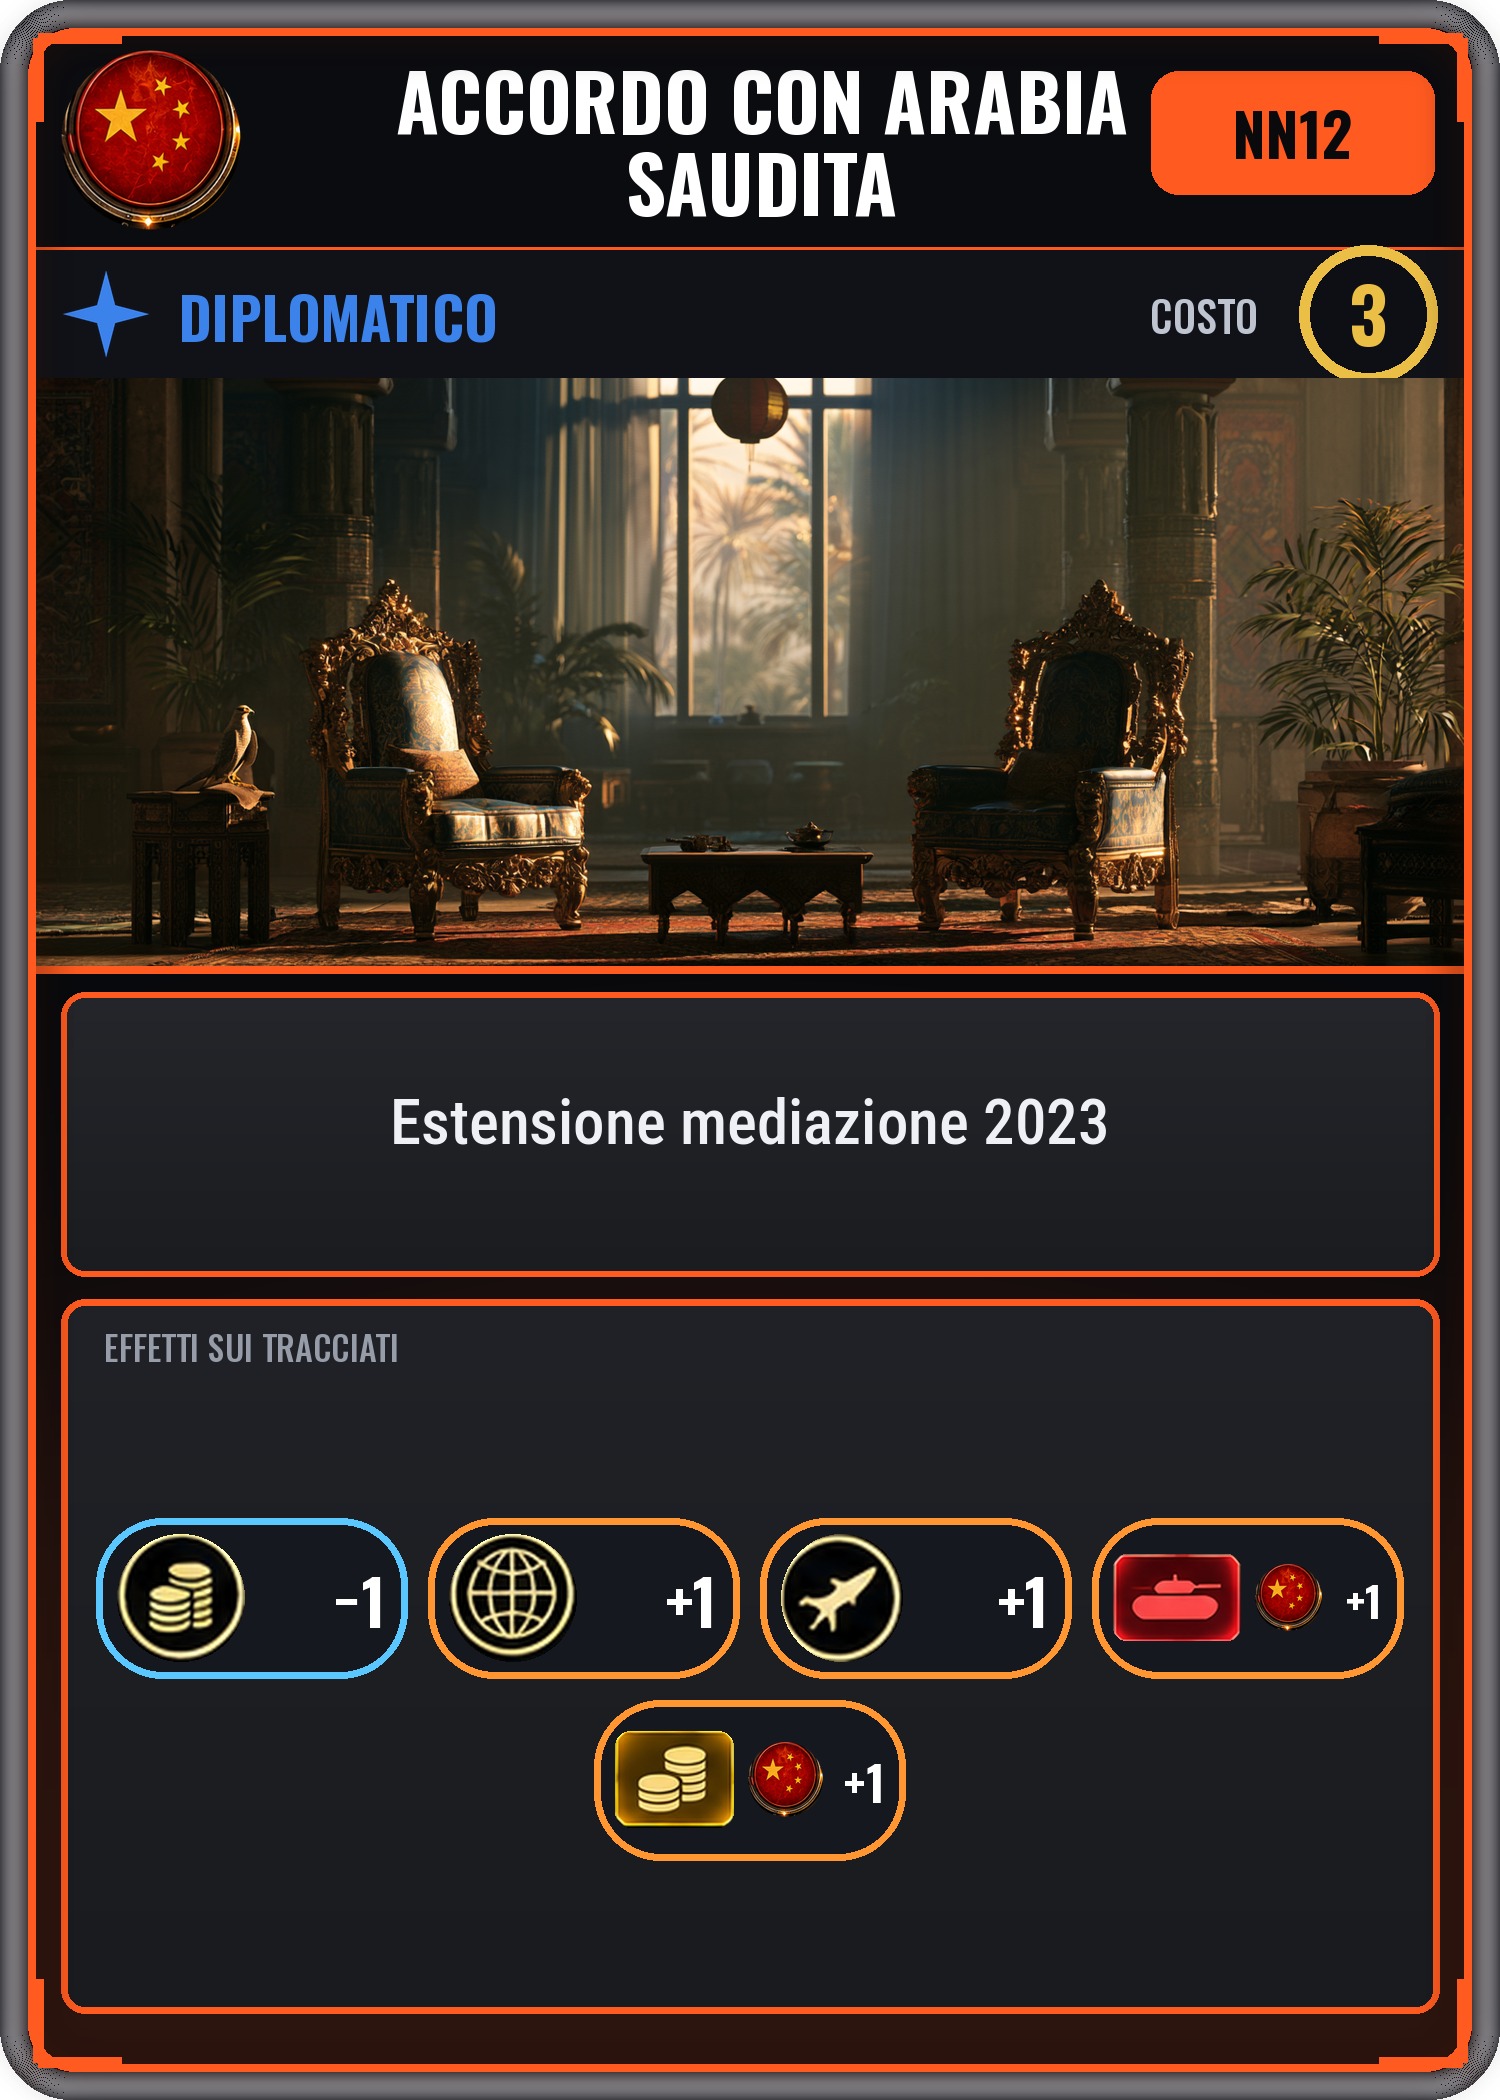 ACCORDO CON ARABIA
SAUDITA
NN12
DIPLOMATICO
COSTO
3
Estensione mediazione 2023
EFFETTI SUI TRACCIATI
-1
+1
+1
+1
+1